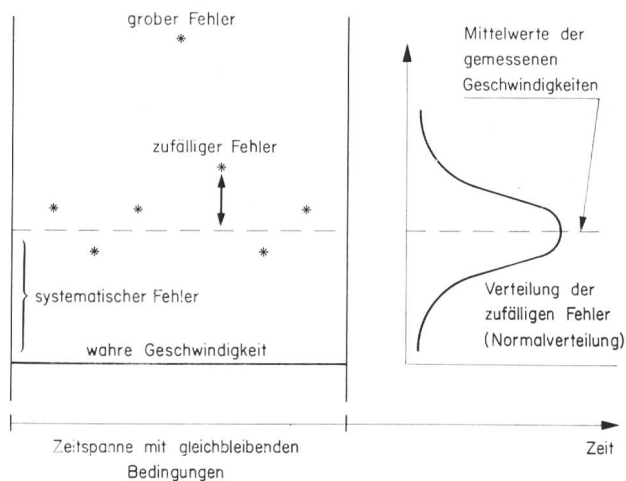 grober Fehler
zufälliger Fehler
systematischer Fehler
wahre Geschwindigkeit
Zeitspanne mit gleichbleibenden
Bedingungen
Mittelwerte der
gemessenen
Geschwindigkeiten
Verteilung der
zufälligen Fehler
(Normalverteilung)
Zeit